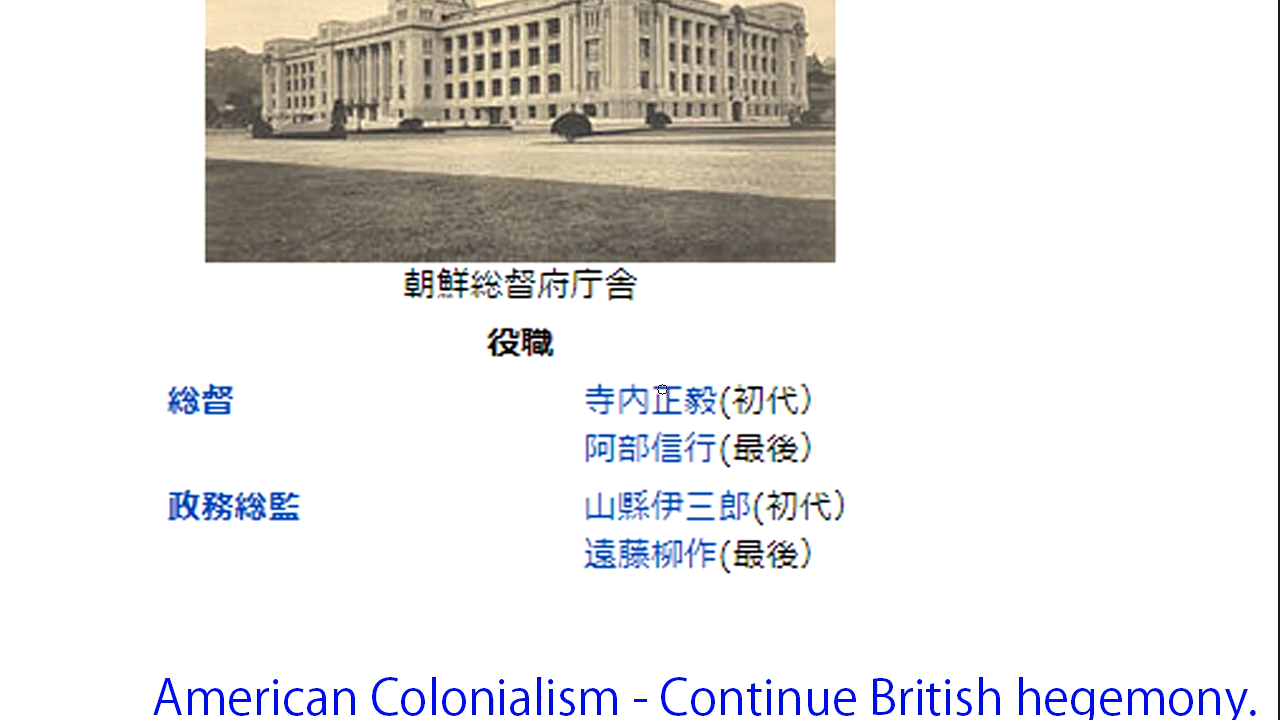 朝鮮総督府庁舎
役職
総督 寺内正毅(初代)
阿部信行(最後)
政務総監 山縣伊三郎(初代)
遠藤柳作(最後)
American Colonialism - Continue British hegemony.